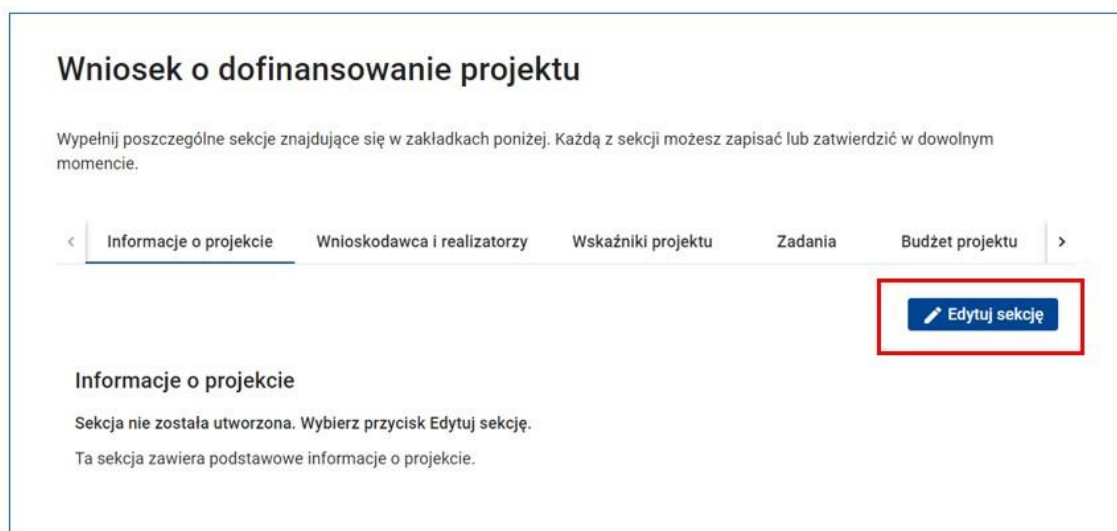 Wniosek o dofinansowanie projektu
Wypełnij poszczególne sekcje znajdujące się w zakładkach poniżej. Każdą z sekcji możesz zapisać lub zatwierdzić w dowolnym
momencie.
< Informacje o projekcie Wnioskodawca i realizatorzy Wskaźniki projektu Zadania Budżet projektu >
Edytuj sekcję
Informacje o projekcie
Sekcja nie została utworzona. Wybierz przycisk Edytuj sekcję.
Ta sekcja zawiera podstawowe informacje o projekcie.